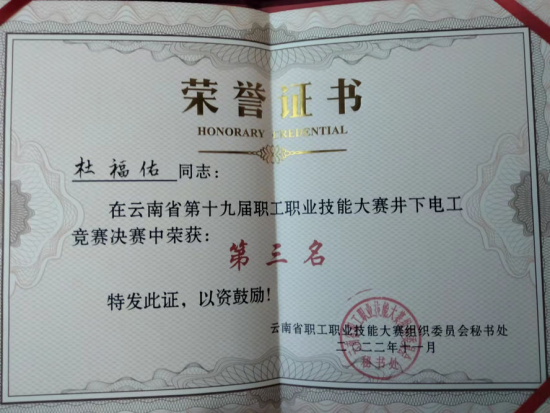 荣誉证书
HONORARY CREDENTIAL
杜福佑同志：
在云南省第十九届职工职业技能大赛井下电工
竞赛决赛中荣获：
第三名
特发此证，以资鼓励！
云南省职工职业技能大赛组织委员会秘书处
二〇二二年十一月
秘书处